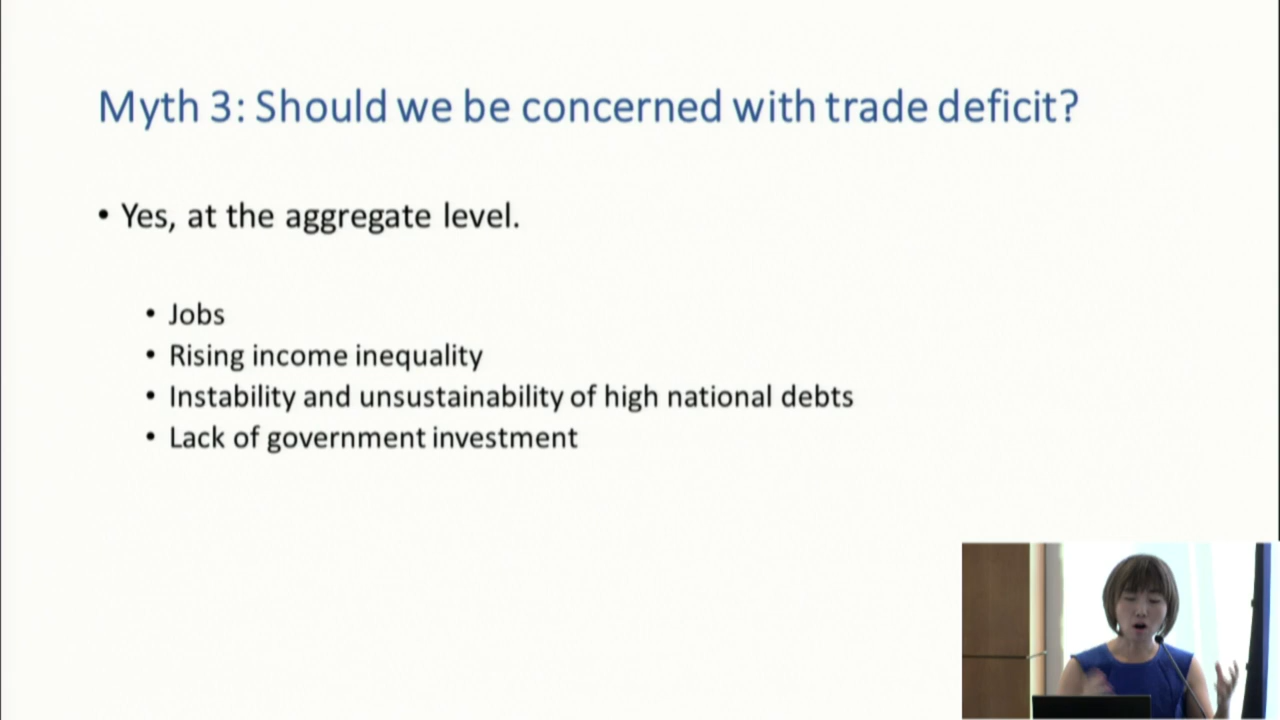 Myth 3: Should we be concerned with trade deficit?
• Yes, at the aggregate level.
• Jobs
• Rising income inequality
• Instability and unsustainability of high national debts
• Lack of government investment